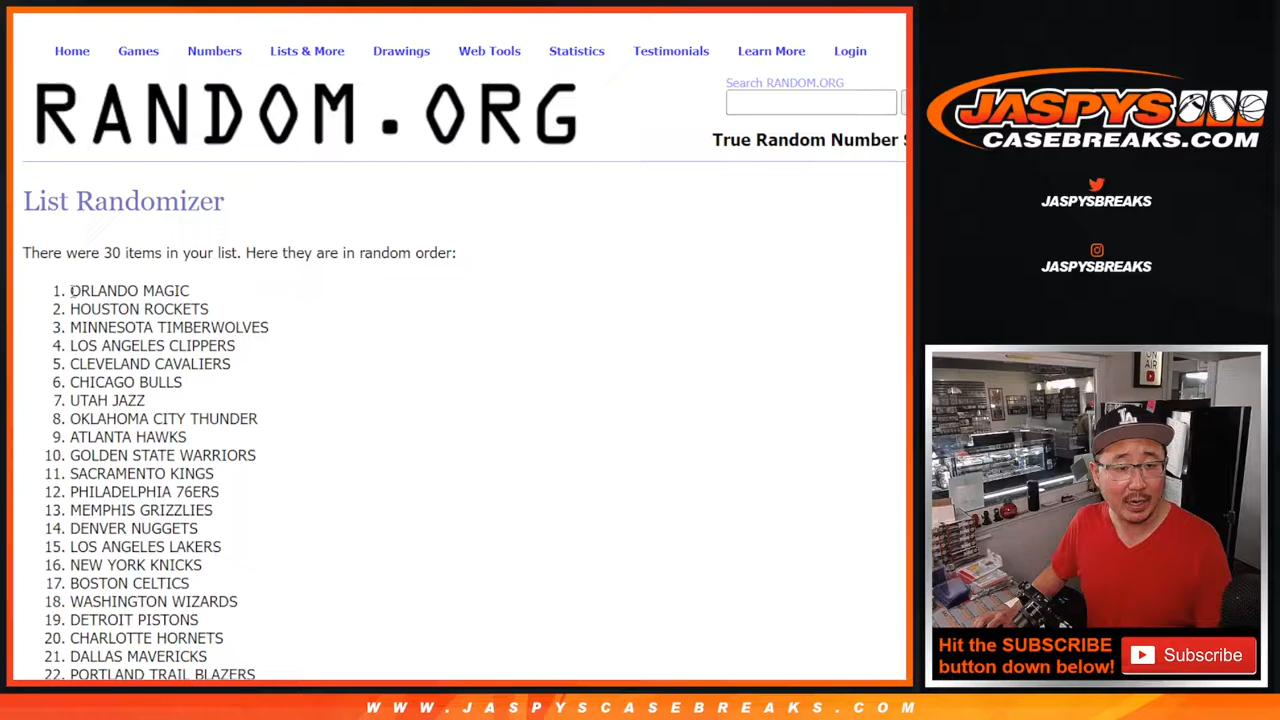 Home Games Numbers Lists & More Drawings Web Tools Statistics Testimonials Learn More Login
RANDOM.ORG
Search RANDOM.ORG
True Random Number S
List Randomizer
There were 30 items in your list. Here they are in random order:
1. ORLANDO MAGIC
2. HOUSTON ROCKETS
3. MINNESOTA TIMBERWOLVES
4. LOS ANGELES CLIPPERS
5. CLEVELAND CAVALIERS
6. CHICAGO BULLS
7. UTAH JAZZ
8. OKLAHOMA CITY THUNDER
9. ATLANTA HAWKS
10. GOLDEN STATE WARRIORS
11. SACRAMENTO KINGS
12. PHILADELPHIA 76ERS
13. MEMPHIS GRIZZLIES
14. DENVER NUGGETS
15. LOS ANGELES LAKERS
16. NEW YORK KNICKS
17. BOSTON CELTICS
18. WASHINGTON WIZARDS
19. DETROIT PISTONS
20. CHARLOTTE HORNETS
21. DALLAS MAVERICKS
22. PORTLAND TRAIL BLAZERS
JASPYS
CASEBREAKS.COM
JASPYSBREAKS
JASPYSBREAKS
ON
AIR
LA
Hit the SUBSCRIBE
button down below!
Subscribe
WWW.JASPYSCASEBREAKS.COM